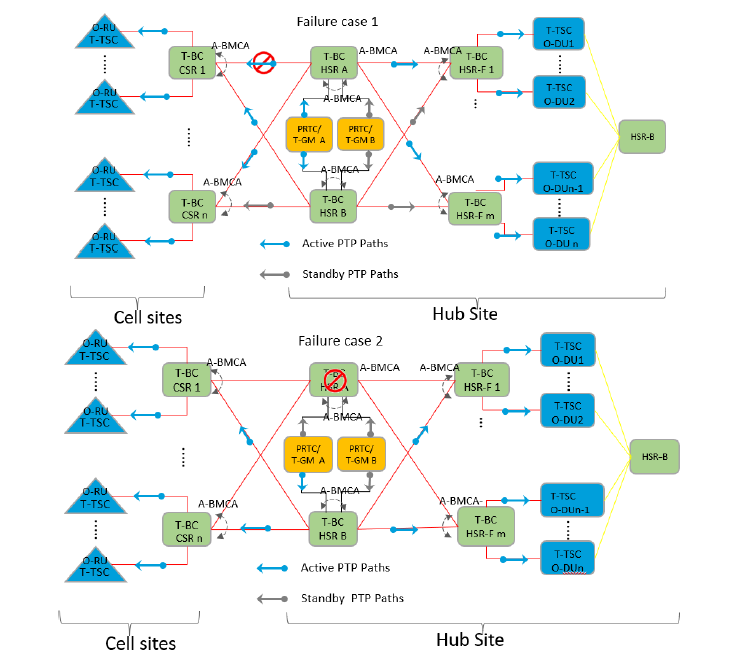 Failure case 1
O-RU
T-TSC
O-RU
T-TSC
O-RU
T-TSC
O-RU
T-TSC
T-BC
CSR 1
A-BMCA
T-BC
CSR n
A-BMCA
T-BC
HSR A
A-BMCA
A-BMCA
PRTC/
T-GM A
PRTC/
T-GM B
A-BMCA
T-BC
HSR B
A-BMCA
T-BC
HSR-F 1
A-BMCA
T-BC
HSR-F m
T-TSC
O-DU1
T-TSC
O-DU2
T-TSC
O-DUn-1
T-TSC
O-DU n
HSR-B
Active PTP Paths
Standby PTP Paths
Cell sites
Hub Site
Failure case 2
O-RU
T-TSC
O-RU
T-TSC
O-RU
T-TSC
O-RU
T-TSC
T-BC
CSR 1
A-BMCA
T-BC
CSR n
A-BMCA
T-BC
HSR A
A-BMCA
A-BMCA
PRTC/
T-GM A
PRTC/
T-GM B
A-BMCA
T-BC
HSR B
A-BMCA
T-BC
HSR-F 1
A-BMCA-
T-BC
HSR-F m
T-TSC
O-DU1
T-TSC
O-DU2
T-TSC
O-DUn-1
T-TSC
O-DUn
HSR-B
Active PTP Paths
Standby PTP Paths
Cell sites
Hub Site